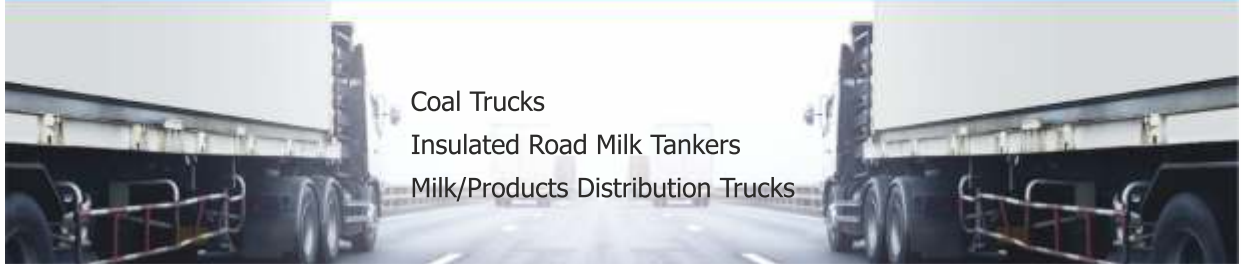 Coal Trucks
Insulated Road Milk Tankers
Milk/Products Distribution Trucks